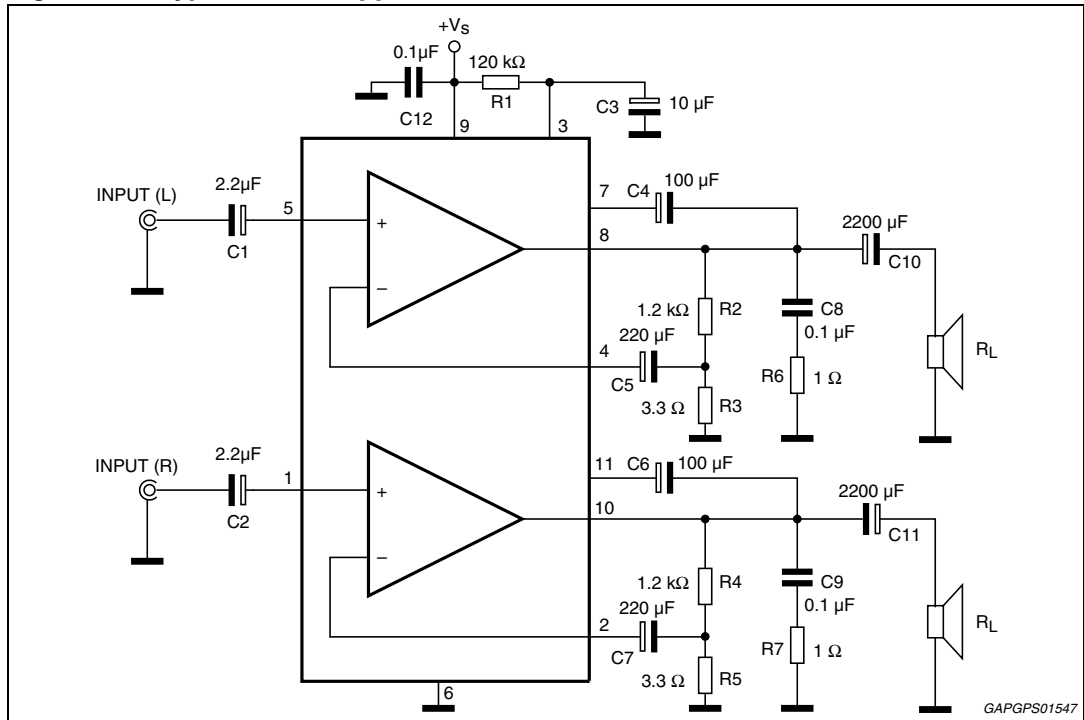 +Vs
0.1µF
120 kΩ
R1
C12
C3
10 µF
9
3
INPUT (L)
2.2µF
C1
5
+
−
7
C4
100 µF
8
2200 µF
C10
1.2 kΩ
R2
C8
0.1 µF
220 µF
4
C5
R6
1 Ω
3.3 Ω
R3
RL
INPUT (R)
2.2µF
C2
1
+
−
11
C6
100 µF
10
2200 µF
C11
1.2 kΩ
R4
C9
0.1 µF
220 µF
2
C7
R7
1 Ω
3.3 Ω
R5
RL
6
GAPGPS01547